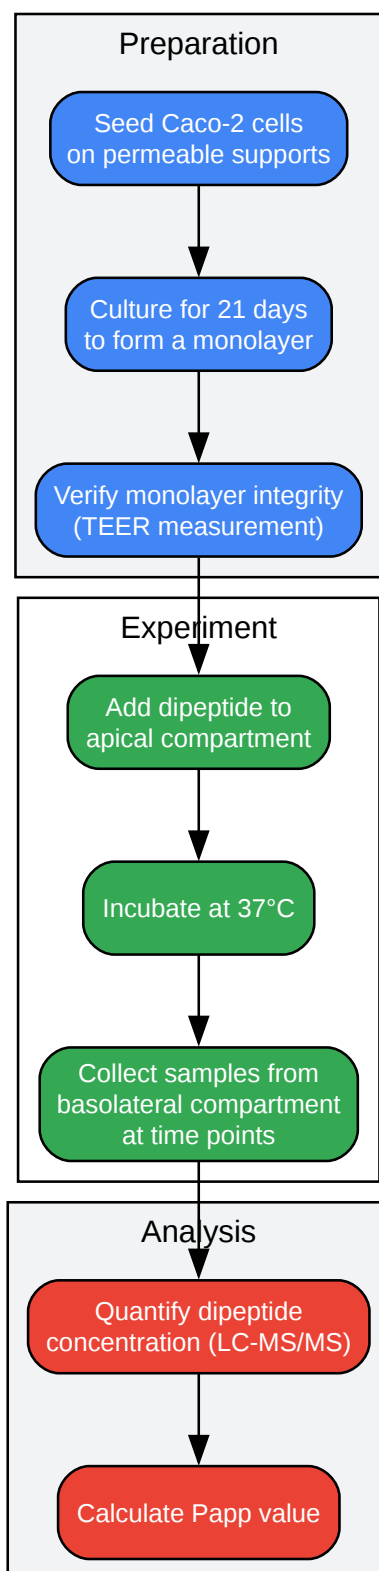 Preparation
Seed Caco-2 cells
on permeable supports
Culture for 21 days
to form a monolayer
Verify monolayer integrity
(TEER measurement)
Experiment
Add dipeptide to
apical compartment
Incubate at 37°C
Collect samples from
basolateral compartment
at time points
Analysis
Quantify dipeptide
concentration (LC-MS/MS)
Calculate Papp value